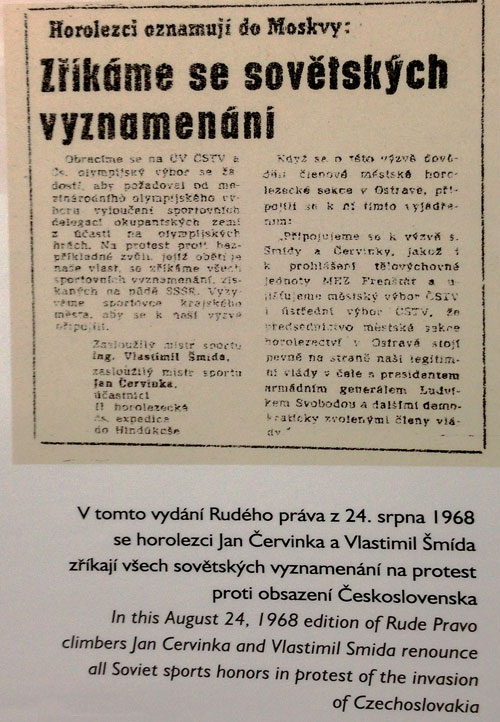 Horolezci oznamují do Moskvy:
Zříkáme se sovětských
vyznamenání
Obracíme se na ÚV ČSTV a
čs. olympijský výbor se žá-
dostí, aby požadoval od me-
zinárodního olympijského vý-
boru vyloučení sportovních
delegací okupantských zemí
z účasti na olympijských
hrách. Na protest proti bez-
příkladné zvůli, jejíž obětí je
naše vlast, se zříkáme všech
sportovních vyznamenání, zís-
kaných na půdě SSSR. Vyzý-
váme sportovce krajského
města, aby se k naší výzvě
připojili.
Zasloužilý mistr sportu
ing. Vlastimil Šmída,
zasloužilý mistr sportu
Jan Červinka,
účastníci
II. horolezecké
čs. expedice
do Hindúkúše
Když se o této výzvě dově-
děli členové městské horo-
lezecké sekce v Ostravě, při-
pojili se k ní tímto vyjádře-
ním:
„Připojujeme se k výzvě s.
Šmídy a Červinky, jakož i
k prohlášení tělovýchovné
jednoty MEZ Frenštát a u-
jišťujeme městský výbor ČSTV
i ústřední výbor ČSTV, že
předsednictvo městské sekce
horolezectví v Ostravě stojí
pevně na straně naší legitim-
ní vlády v čele s presidentem
armádním generálem Ludví-
kem Svobodou a dalšími demo-
kraticky zvolenými členy vlá-
dy.“
V tomto vydání Rudého práva z 24. srpna 1968
se horolezci Jan Červinka a Vlastimil Šmída
zříkají všech sovětských vyznamenání na protest
proti obsazení Československa
In this August 24, 1968 edition of Rude Pravo
climbers Jan Cervinka and Vlastimil Smida renounce
all Soviet sports honors in protest of the invasion
of Czechoslovakia